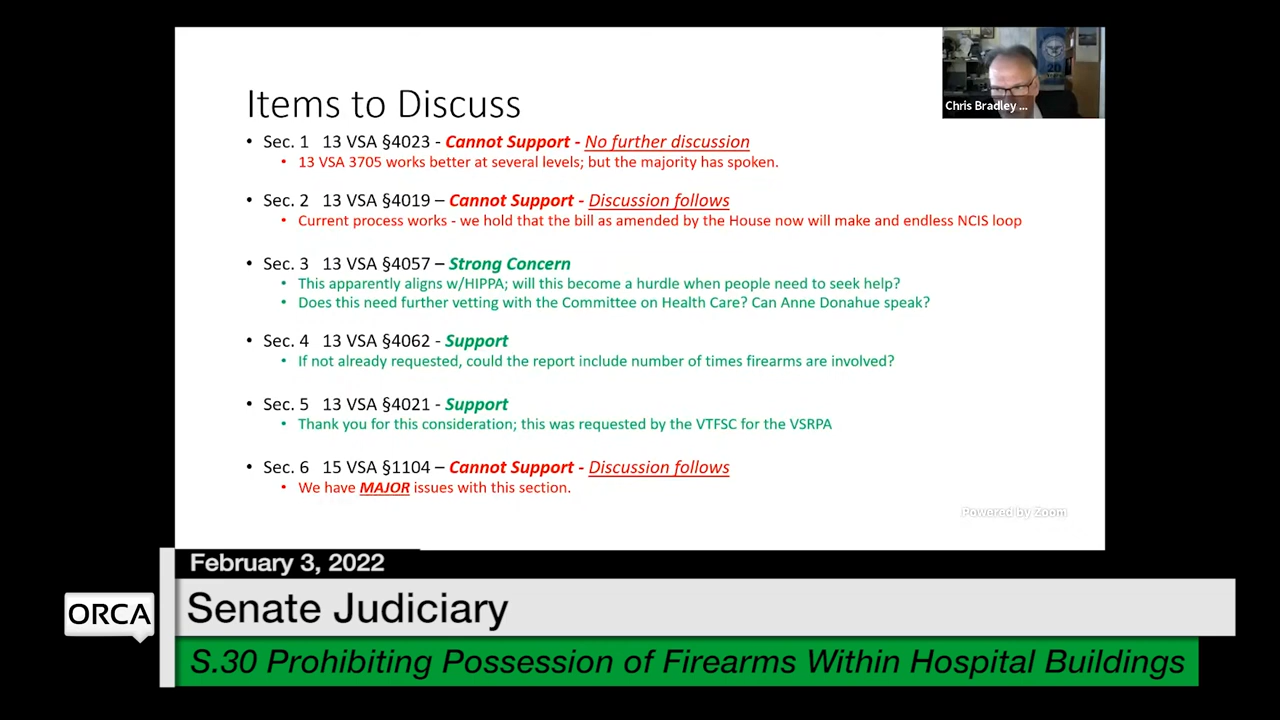 Items to Discuss
Chris Bradley ...
• Sec. 1 13 VSA §4023 - Cannot Support - No further discussion
• 13 VSA 3705 works better at several levels; but the majority has spoken.
• Sec. 2 13 VSA §4019 – Cannot Support - Discussion follows
• Current process works - we hold that the bill as amended by the House now will make and endless NCIS loop
• Sec. 3 13 VSA §4057 – Strong Concern
• This apparently aligns w/HIPPA; will this become a hurdle when people need to seek help?
• Does this need further vetting with the Committee on Health Care? Can Anne Donahue speak?
• Sec. 4 13 VSA §4062 - Support
• If not already requested, could the report include number of times firearms are involved?
• Sec. 5 13 VSA §4021 - Support
• Thank you for this consideration; this was requested by the VTFSC for the VSRPA
• Sec. 6 15 VSA §1104 – Cannot Support - Discussion follows
• We have MAJOR issues with this section.
Powered by Zoom
February 3, 2022
ORCA
Senate Judiciary
S.30 Prohibiting Possession of Firearms Within Hospital Buildings